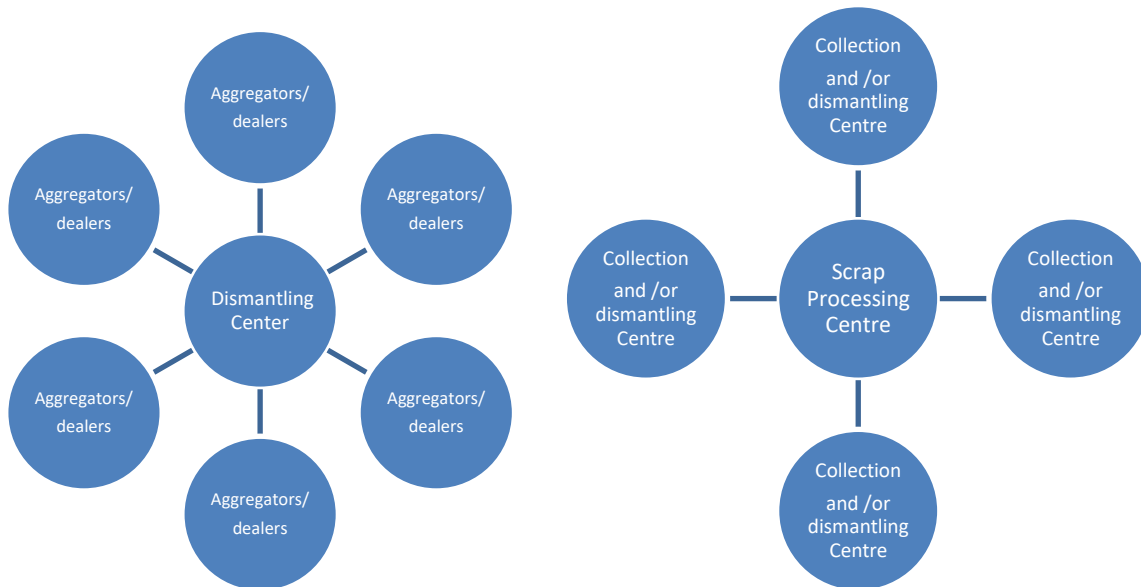 Aggregators/
dealers
Aggregators/
dealers
Aggregators/
dealers
Dismantling
Center
Aggregators/
dealers
Aggregators/
dealers
Aggregators/
dealers
Collection
and /or
dismantling
Centre
Collection
and /or
dismantling
Centre
Scrap
Processing
Centre
Collection
and /or
dismantling
Centre
Collection
and /or
dismantling
Centre